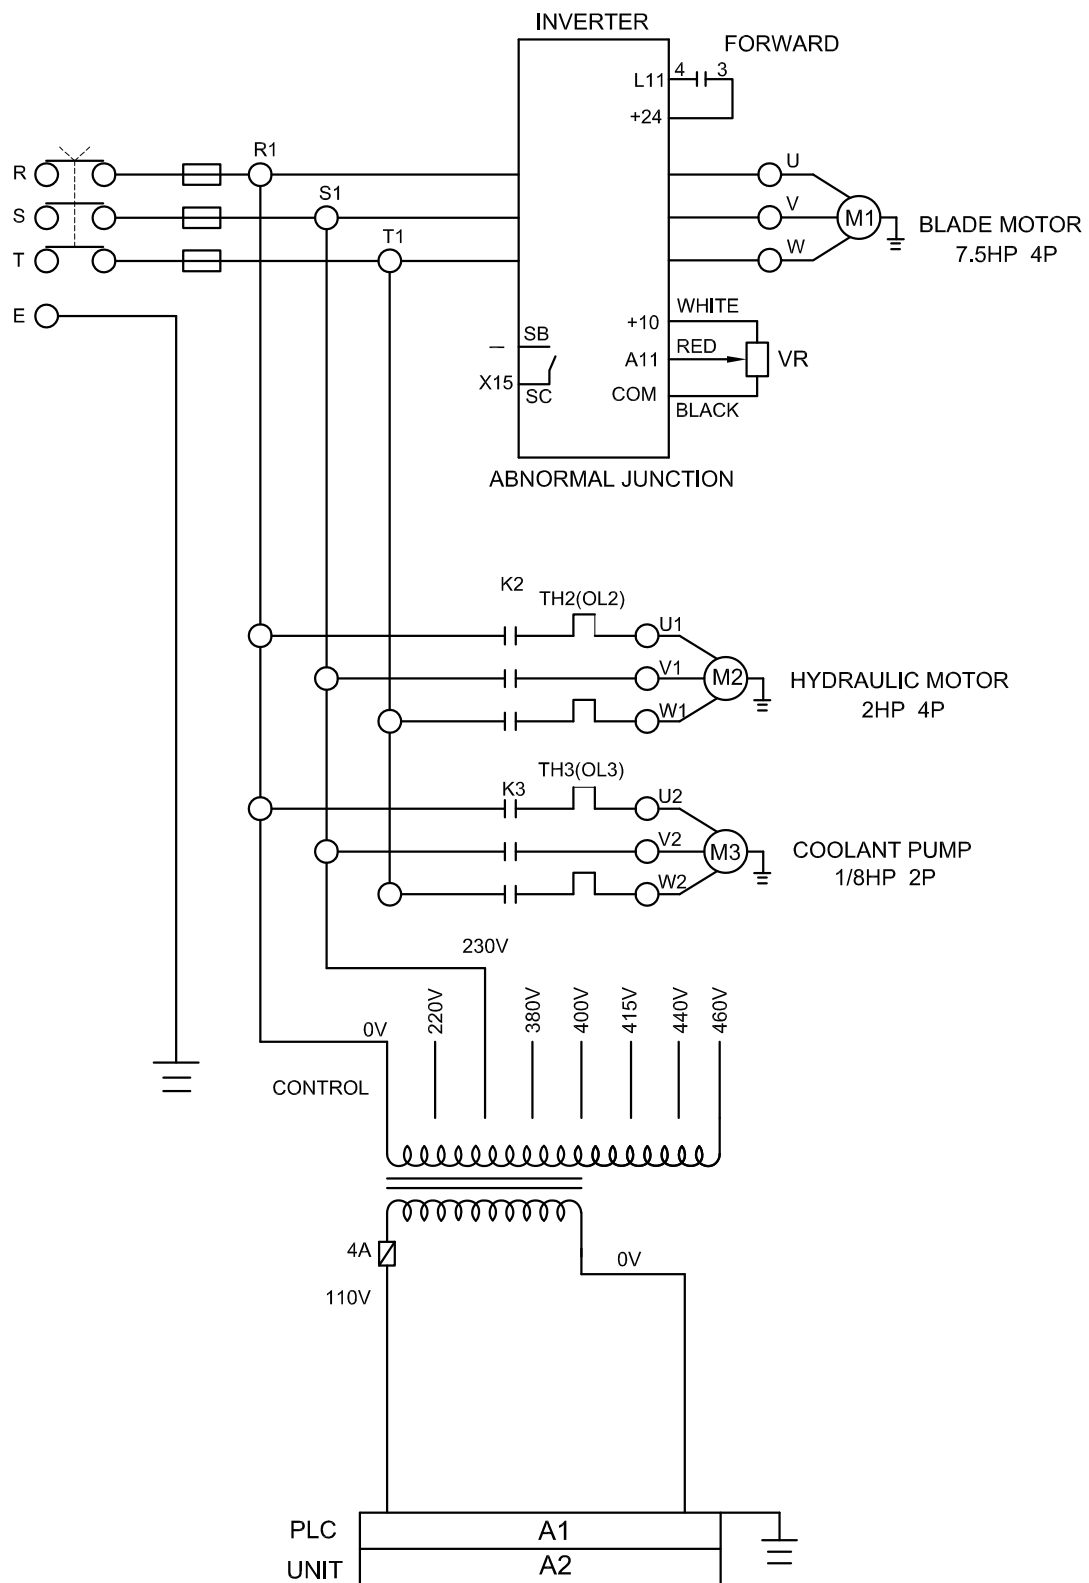 INVERTER
FORWARD
L11 4 3
+24
R R1 U
S S1 V M1 BLADE MOTOR
T T1 W 7.5HP 4P
E
+10 WHITE
SB
A11 RED VR
X15 SC COM
BLACK
ABNORMAL JUNCTION
K2
TH2(OL2)
U1
V1 M2 HYDRAULIC MOTOR
W1 2HP 4P
TH3(OL3)
K3 U2
V2 M3 COOLANT PUMP
W2 1/8HP 2P
230V
220V 380V 400V 415V 440V 460V
0V
CONTROL
4A 0V
110V
PLC A1
UNIT A2